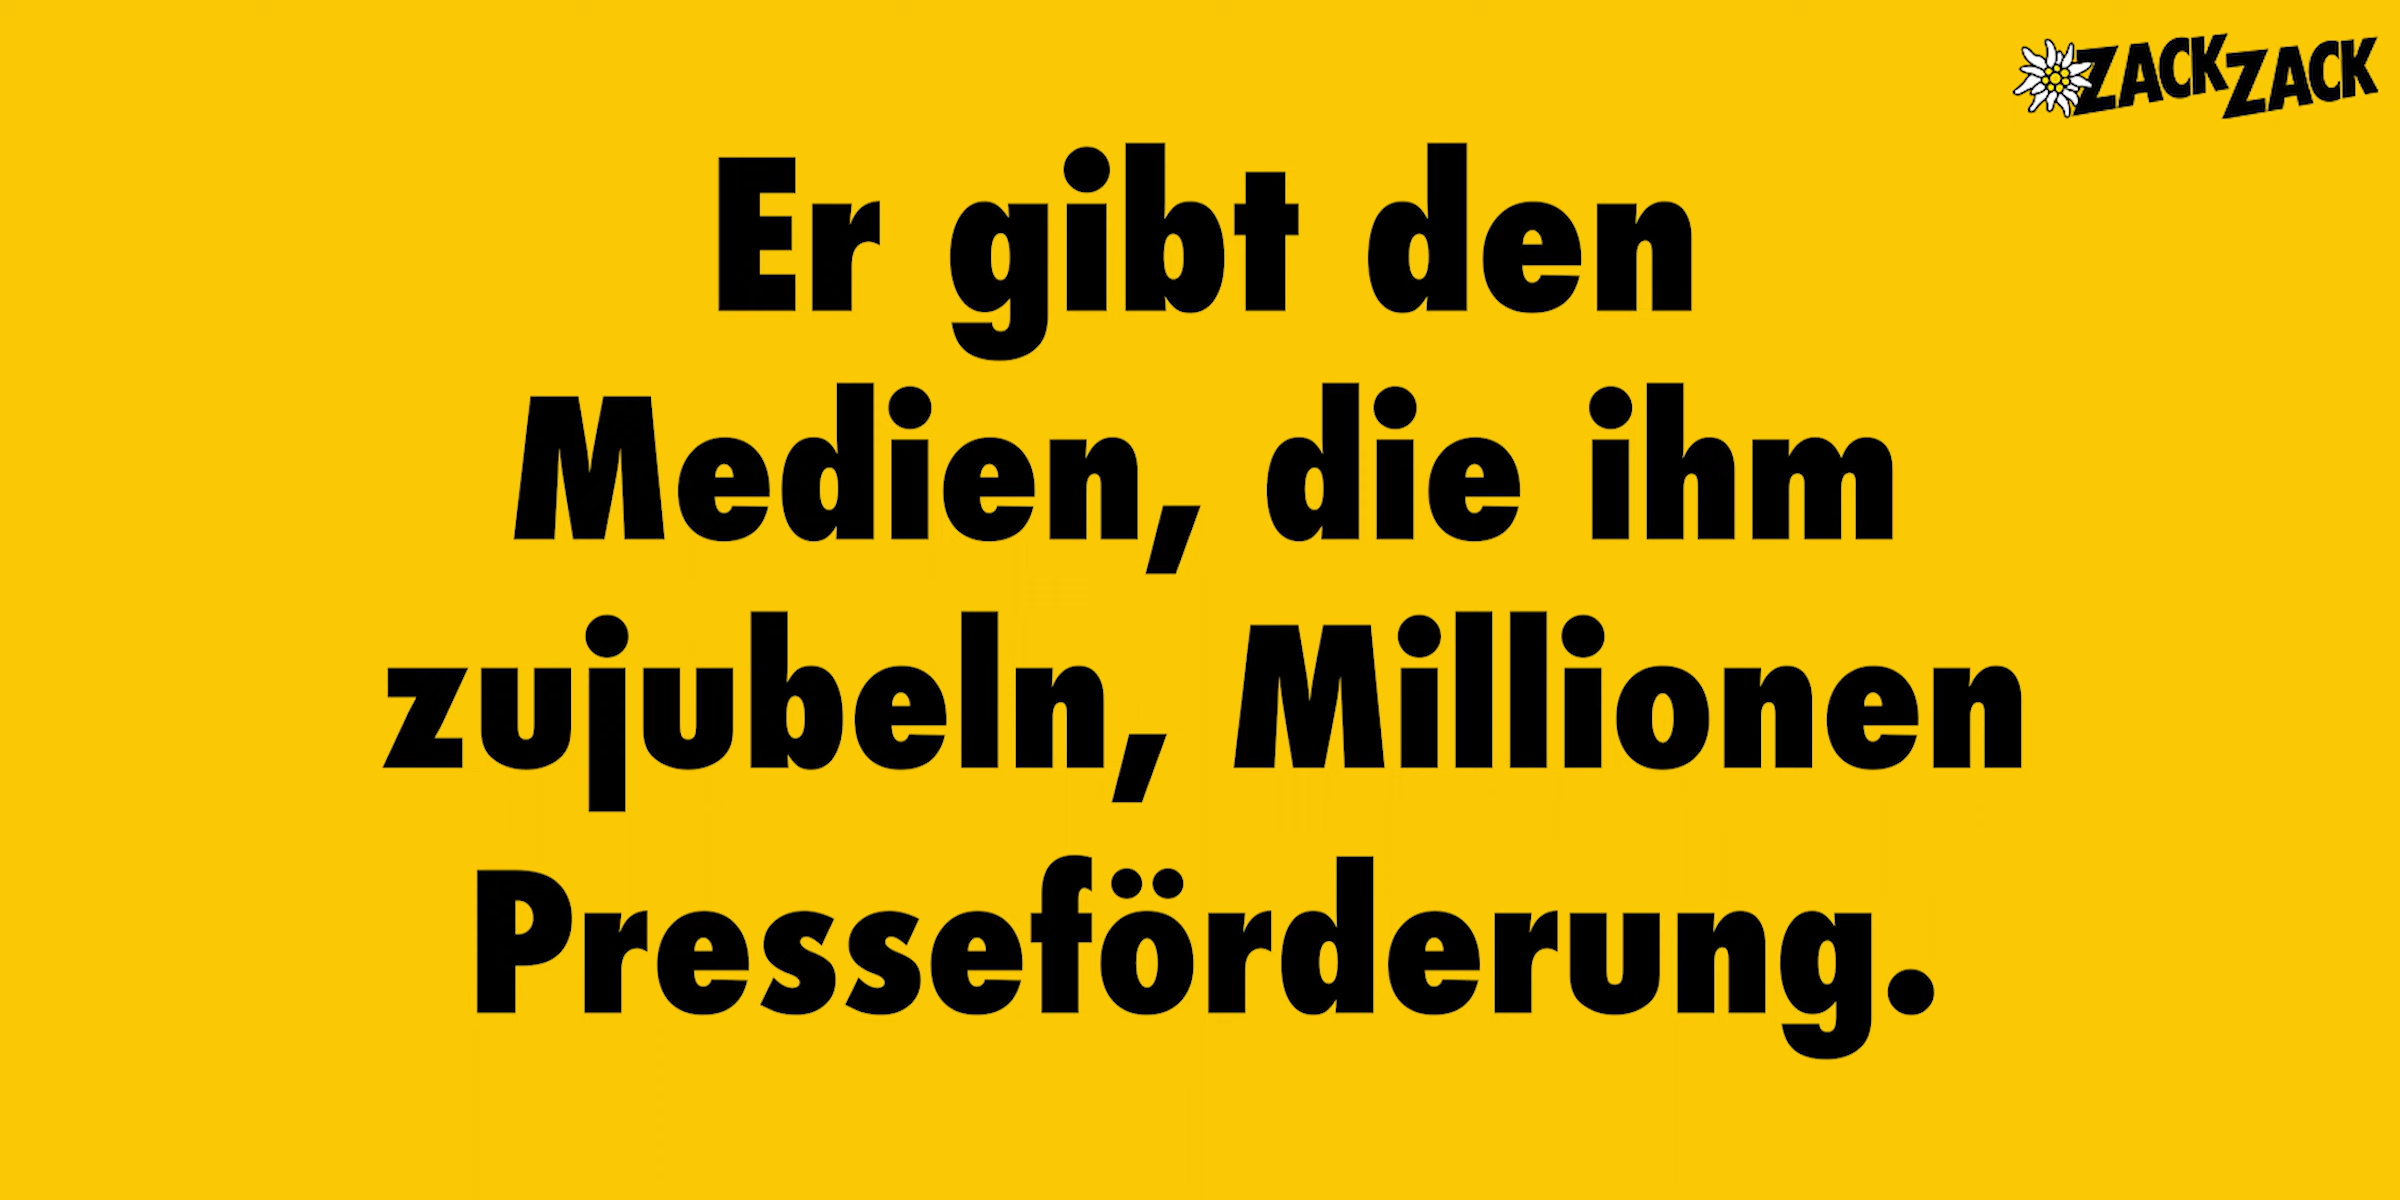 ZACKZACK
Er gibt den
Medien, die ihm
zujubeln, Millionen
Presseförderung.